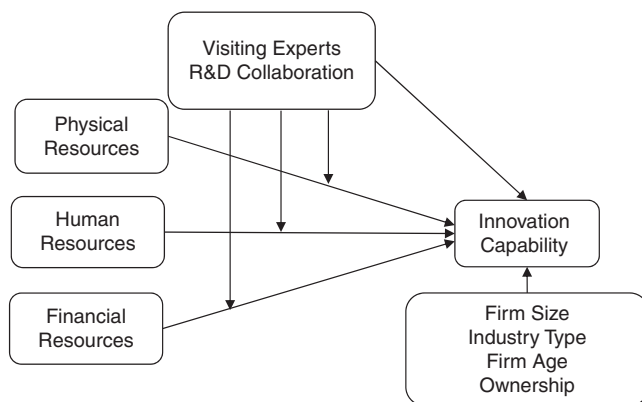 Visiting Experts
R&D Collaboration
Physical
Resources
Human
Resources
Innovation
Capability
Financial
Resources
Firm Size
Industry Type
Firm Age
Ownership